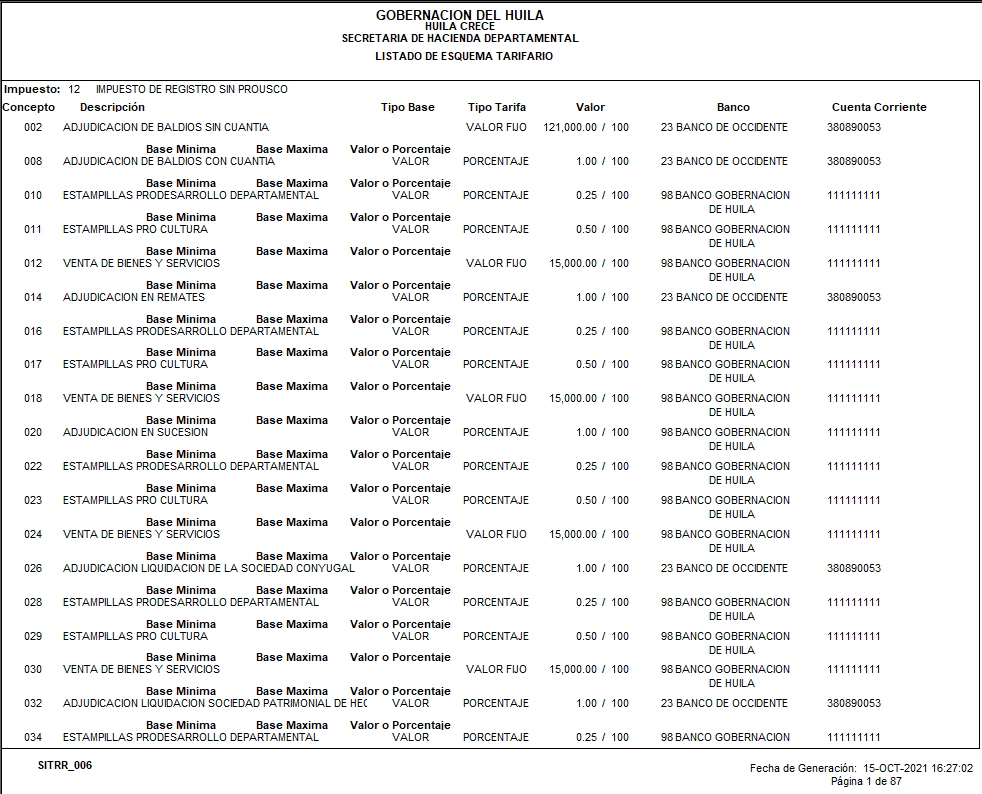 GOBERNACION DEL HUILA
HUILA CRECE
SECRETARIA DE HACIENDA DEPARTAMENTAL
LISTADO DE ESQUEMA TARIFARIO
Impuesto: 12 IMPUESTO DE REGISTRO SIN PROUSCO
Concepto Descripción Tipo Base Tipo Tarifa Valor Banco Cuenta Corriente
002 ADJUDICACION DE BALDIOS SIN CUANTIA VALOR FIJO 121,000.00 / 100 23 BANCO DE OCCIDENTE 380890053
Base Minima Base Maxima Valor o Porcentaje
008 ADJUDICACION DE BALDIOS CON CUANTIA VALOR PORCENTAJE 1.00 / 100 23 BANCO DE OCCIDENTE 380890053
Base Minima Base Maxima Valor o Porcentaje
010 ESTAMPILLAS PRODESARROLLO DEPARTAMENTAL VALOR PORCENTAJE 0.25 / 100 98 BANCO GOBERNACION 111111111
DE HUILA
Base Minima Base Maxima Valor o Porcentaje
011 ESTAMPILLAS PRO CULTURA VALOR PORCENTAJE 0.50 / 100 98 BANCO GOBERNACION 111111111
DE HUILA
Base Minima Base Maxima Valor o Porcentaje
012 VENTA DE BIENES Y SERVICIOS VALOR FIJO 15,000.00 / 100 98 BANCO GOBERNACION 111111111
DE HUILA
Base Minima Base Maxima Valor o Porcentaje
014 ADJUDICACION EN REMATES VALOR PORCENTAJE 1.00 / 100 23 BANCO DE OCCIDENTE 380890053
Base Minima Base Maxima Valor o Porcentaje
016 ESTAMPILLAS PRODESARROLLO DEPARTAMENTAL VALOR PORCENTAJE 0.25 / 100 98 BANCO GOBERNACION 111111111
DE HUILA
Base Minima Base Maxima Valor o Porcentaje
017 ESTAMPILLAS PRO CULTURA VALOR PORCENTAJE 0.50 / 100 98 BANCO GOBERNACION 111111111
DE HUILA
Base Minima Base Maxima Valor o Porcentaje
018 VENTA DE BIENES Y SERVICIOS VALOR FIJO 15,000.00 / 100 98 BANCO GOBERNACION 111111111
DE HUILA
Base Minima Base Maxima Valor o Porcentaje
020 ADJUDICACION EN SUCESION VALOR PORCENTAJE 1.00 / 100 98 BANCO GOBERNACION 111111111
DE HUILA
Base Minima Base Maxima Valor o Porcentaje
022 ESTAMPILLAS PRODESARROLLO DEPARTAMENTAL VALOR PORCENTAJE 0.25 / 100 98 BANCO GOBERNACION 111111111
DE HUILA
Base Minima Base Maxima Valor o Porcentaje
023 ESTAMPILLAS PRO CULTURA VALOR PORCENTAJE 0.50 / 100 98 BANCO GOBERNACION 111111111
DE HUILA
Base Minima Base Maxima Valor o Porcentaje
024 VENTA DE BIENES Y SERVICIOS VALOR FIJO 15,000.00 / 100 98 BANCO GOBERNACION 111111111
DE HUILA
Base Minima Base Maxima Valor o Porcentaje
026 ADJUDICACION LIQUIDACION DE LA SOCIEDAD CONYUGAL VALOR PORCENTAJE 1.00 / 100 23 BANCO DE OCCIDENTE 380890053
Base Minima Base Maxima Valor o Porcentaje
028 ESTAMPILLAS PRODESARROLLO DEPARTAMENTAL VALOR PORCENTAJE 0.25 / 100 98 BANCO GOBERNACION 111111111
DE HUILA
Base Minima Base Maxima Valor o Porcentaje
029 ESTAMPILLAS PRO CULTURA VALOR PORCENTAJE 0.50 / 100 98 BANCO GOBERNACION 111111111
DE HUILA
Base Minima Base Maxima Valor o Porcentaje
030 VENTA DE BIENES Y SERVICIOS VALOR FIJO 15,000.00 / 100 98 BANCO GOBERNACION 111111111
DE HUILA
Base Minima Base Maxima Valor o Porcentaje
032 ADJUDICACION LIQUIDACION SOCIEDAD PATRIMONIAL DE HEC VALOR PORCENTAJE 1.00 / 100 23 BANCO DE OCCIDENTE 380890053
Base Minima Base Maxima Valor o Porcentaje
034 ESTAMPILLAS PRODESARROLLO DEPARTAMENTAL VALOR PORCENTAJE 0.25 / 100 98 BANCO GOBERNACION 111111111
SITRR_006
Fecha de Generación: 15-OCT-2021 16:27:02
Página 1 de 87